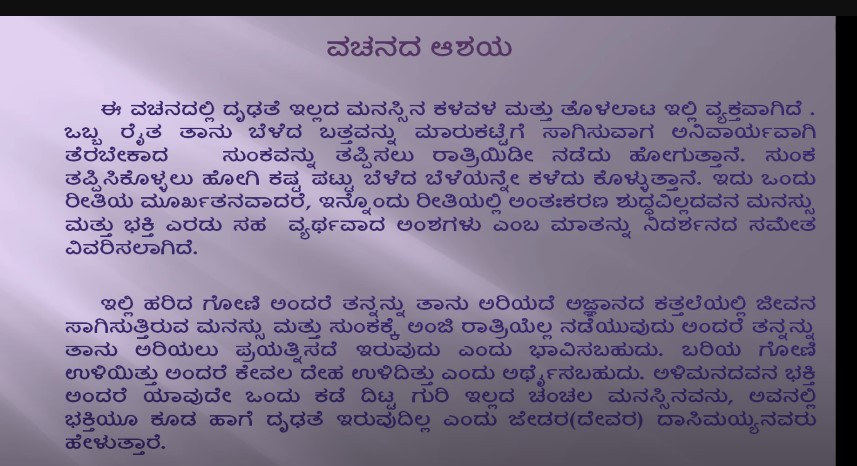 ವಚನದ ಆಶಯ
ಈ ವಚನದಲ್ಲಿ ದೃಢತೆ ಇಲ್ಲದ ಮನಸ್ಸಿನ ಕಳವಳ ಮತ್ತು ತೊಳಲಾಟ ಇಲ್ಲಿ ವ್ಯಕ್ತವಾಗಿದೆ .
ಒಬ್ಬ ರೈತ ತಾನು ಬೆಳೆದ ಬತ್ತವನ್ನು ಮಾರುಕಟ್ಟೆಗೆ ಸಾಗಿಸುವಾಗ ಅನಿವಾರ್ಯವಾಗಿ
ತೆರಬೇಕಾದ ಸುಂಕವನ್ನು ತಪ್ಪಿಸಲು ರಾತ್ರಿಯಿಡೀ ನಡೆದು ಹೋಗುತ್ತಾನೆ. ಸುಂಕ
ತಪ್ಪಿಸಿಕೊಳ್ಳಲು ಹೋಗಿ ಕಷ್ಟ ಪಟ್ಟು ಬೆಳೆದ ಬೆಳೆಯನ್ನೇ ಕಳೆದು ಕೊಳ್ಳುತ್ತಾನೆ. ಇದು ಒಂದು
ರೀತಿಯ ಮೂರ್ಖತನವಾದರೆ, ಇನ್ನೊಂದು ರೀತಿಯಲ್ಲಿ ಅಂತಃಕರಣ ಶುದ್ಧವಿಲ್ಲದವನ ಮನಸ್ಸು
ಮತ್ತು ಭಕ್ತಿ ಎರಡು ಸಹ ವ್ಯರ್ಥವಾದ ಅಂಶಗಳು ಎಂಬ ಮಾತನ್ನು ನಿದರ್ಶನದ ಸಮೇತ
ವಿವರಿಸಲಾಗಿದೆ.
ಇಲ್ಲಿ ಹರಿದ ಗೋಣಿ ಅಂದರೆ ತನ್ನನ್ನು ತಾನು ಅರಿಯದೆ ಅಜ್ಞಾನದ ಕತ್ತಲೆಯಲ್ಲಿ ಜೀವನ
ಸಾಗಿಸುತ್ತಿರುವ ಮನಸ್ಸು ಮತ್ತು ಸುಂಕಕ್ಕೆ ಅಂಜಿ ರಾತ್ರಿಯೆಲ್ಲ ನಡೆಯುವುದು ಅಂದರೆ ತನ್ನನ್ನು
ತಾನು ಅರಿಯಲು ಪ್ರಯತ್ನಿಸದೆ ಇರುವುದು ಎಂದು ಭಾವಿಸಬಹುದು. ಬರಿಯ ಗೋಣಿ
ಉಳಿಯಿತ್ತು ಅಂದರೆ ಕೇವಲ ದೇಹ ಉಳಿದಿತ್ತು ಎಂದು ಅರ್ಥೈಸಬಹುದು. ಅಳಿಮನದವನ ಭಕ್ತಿ
ಅಂದರೆ ಯಾವುದೇ ಒಂದು ಕಡೆ ದಿಟ್ಟ ಗುರಿ ಇಲ್ಲದ ಚಂಚಲ ಮನಸ್ಸಿನವನು, ಅವನಲ್ಲಿ
ಭಕ್ತಿಯೂ ಕೂಡ ಹಾಗೆ ದೃಢತೆ ಇರುವುದಿಲ್ಲ ಎಂದು ಜೇಡರ(ದೇವರ) ದಾಸಿಮಯ್ಯನವರು
ಹೇಳುತ್ತಾರೆ.